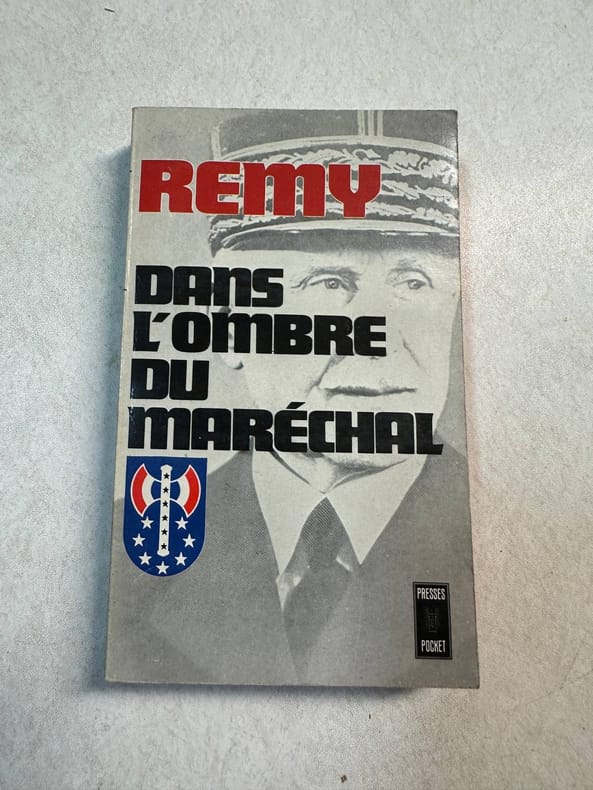 REMY
DANS
L'OMBRE
DU
MARÉCHAL
PRESSES
POCKET